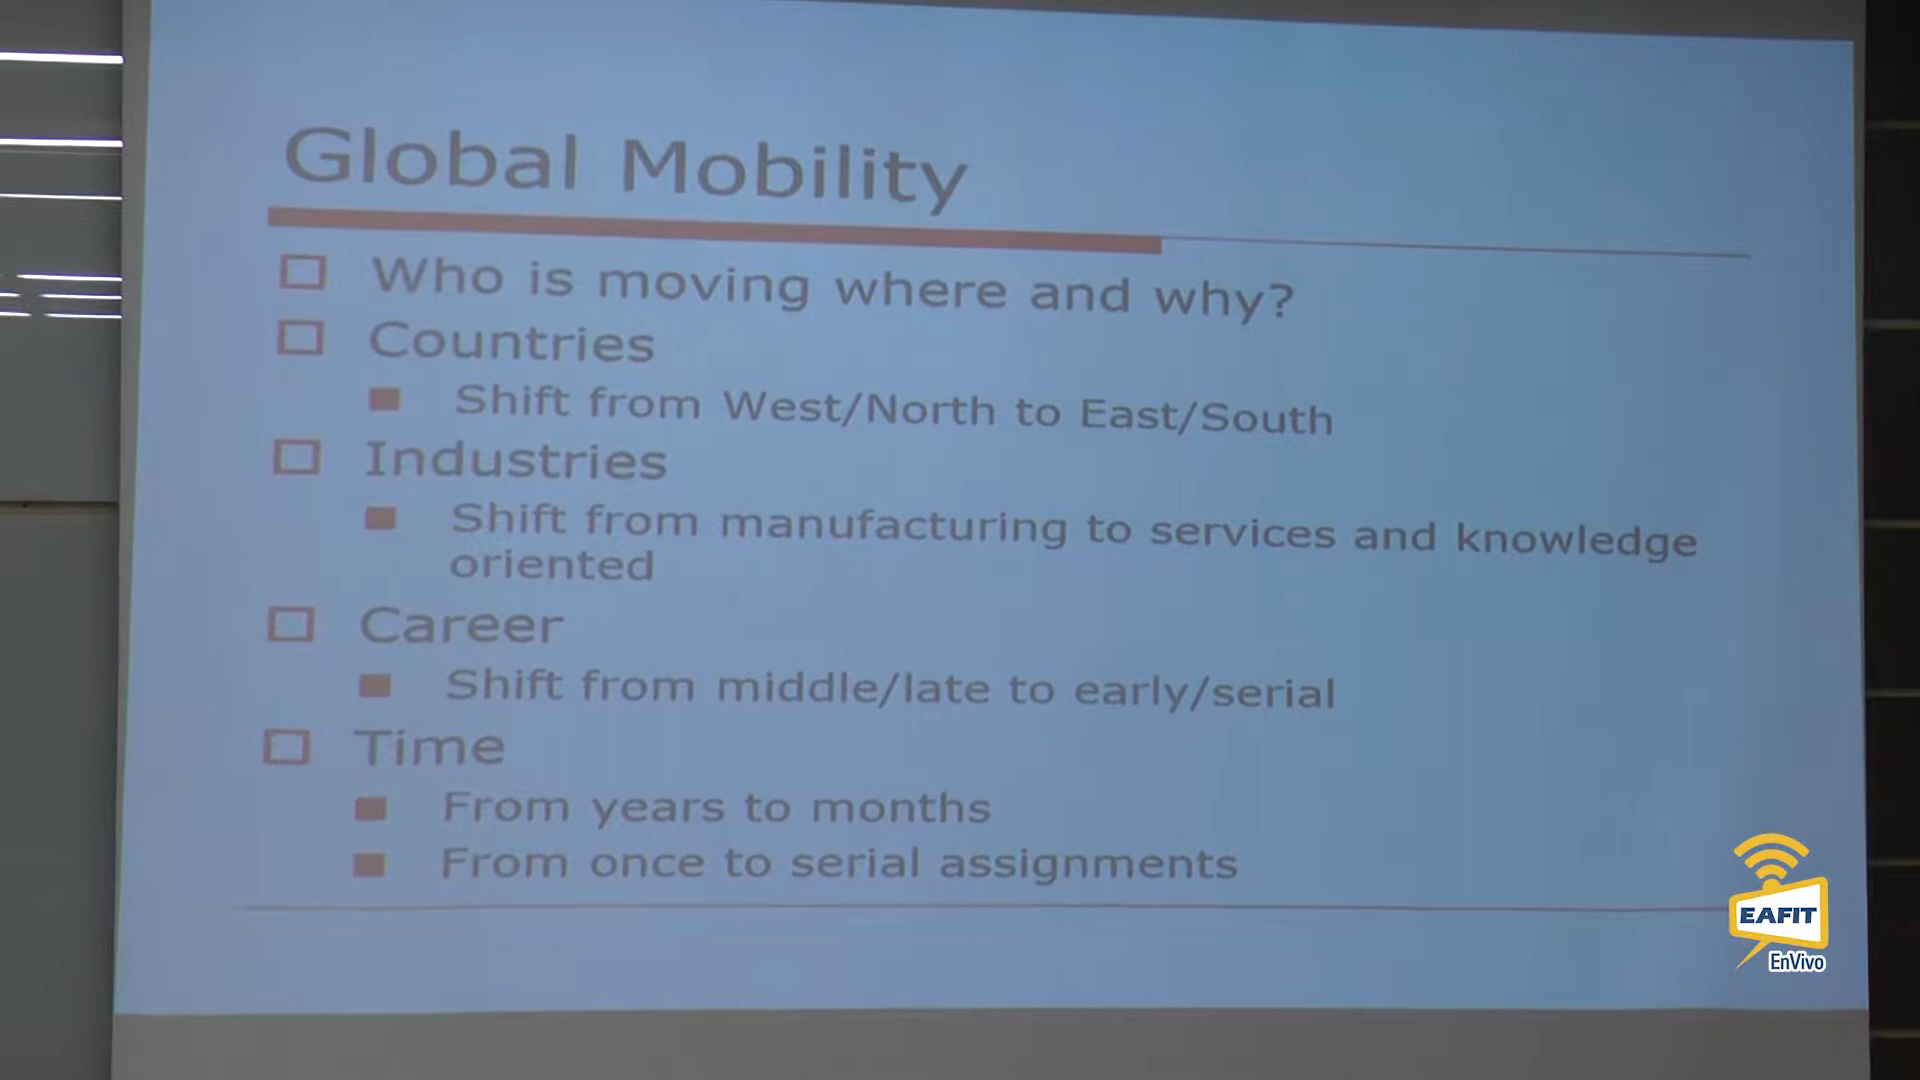 Global Mobility
Who is moving where and why?
Countries
Shift from West/North to East/South
Industries
Shift from manufacturing to services and knowledge
oriented
Career
Shift from middle/late to early/serial
Time
From years to months
From once to serial assignments
EAFIT
EnVivo